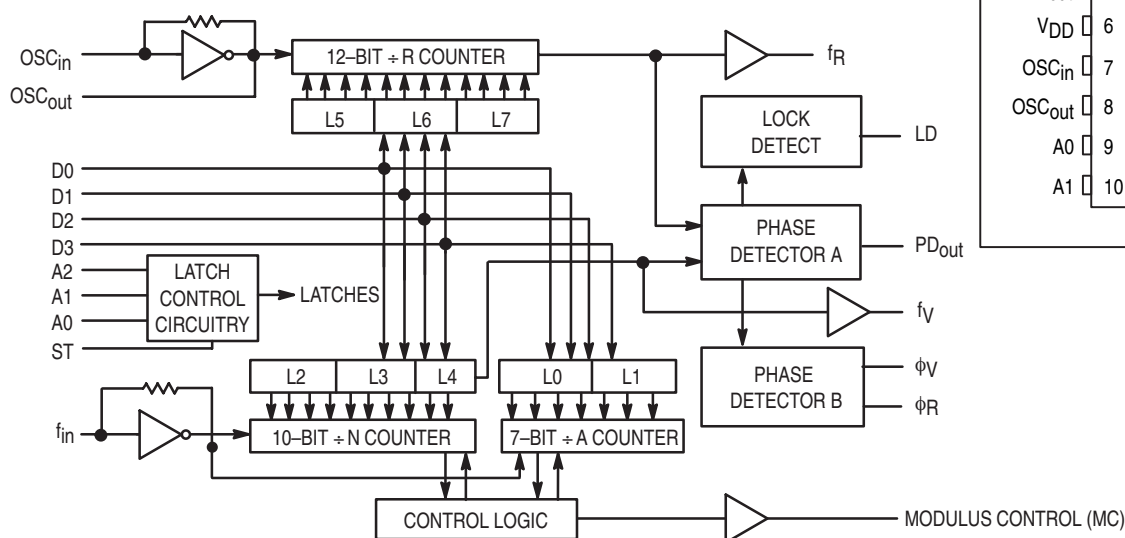 OSCin
OSCout
12–BIT ÷ R COUNTER
L5 L6 L7
fR
LOCK
DETECT
LD
D0
D1
D2
D3
A2
A1
A0
ST
LATCH
CONTROL
CIRCUITRY
LATCHES
PHASE
DETECTOR A
PDout
fV
L2 L3 L4
L0 L1
PHASE
DETECTOR B
ϕV
ϕR
fin
10–BIT ÷ N COUNTER
7–BIT ÷ A COUNTER
CONTROL LOGIC
MODULUS CONTROL (MC)
VDD 6
OSCin 7
OSCout 8
A0 9
A1 10